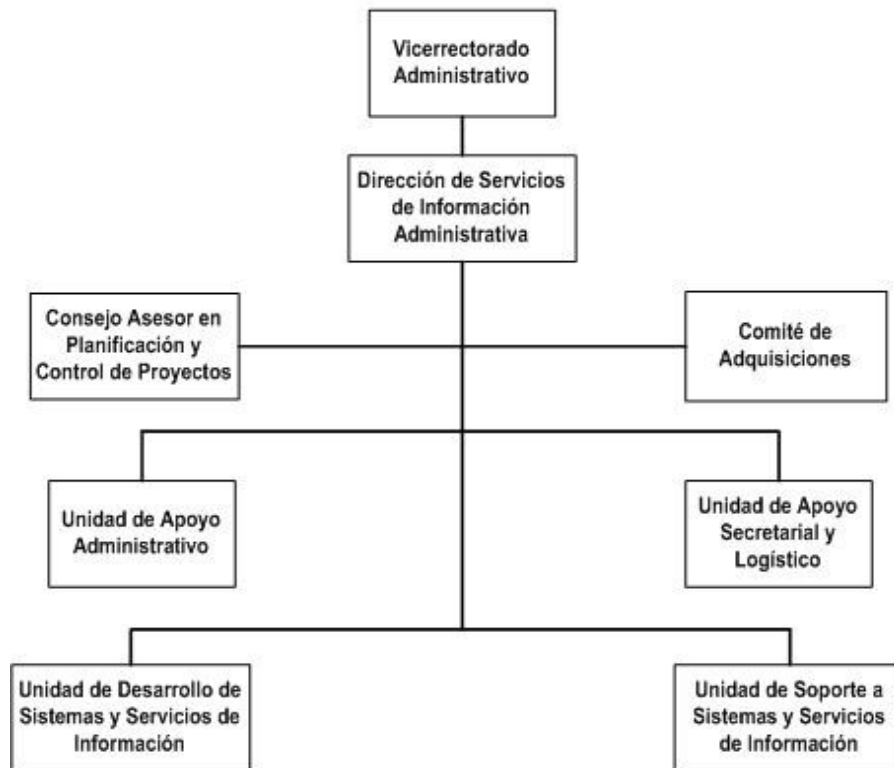 Vicerrectorado
Administrativo
Dirección de Servicios
de Información
Administrativa
Consejo Asesor en
Planificación y
Control de Proyectos
Comité de
Adquisiciones
Unidad de Apoyo
Administrativo
Unidad de Apoyo
Secretarial y
Logístico
Unidad de Desarrollo de
Sistemas y Servicios de
Información
Unidad de Soporte a
Sistemas y Servicios
de Información